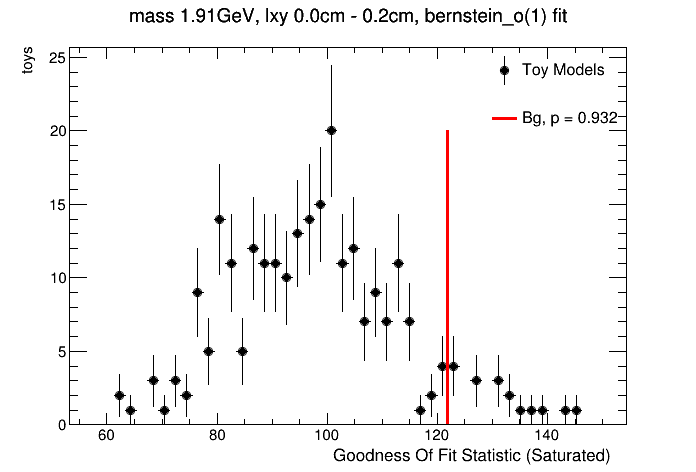 mass 1.91GeV, lxy 0.0cm - 0.2cm, bernstein_o(1) fit
toys
25
20
15
10
5
0
Toy Models
Bg, p = 0.932
60
80
100
120
140
Goodness Of Fit Statistic (Saturated)